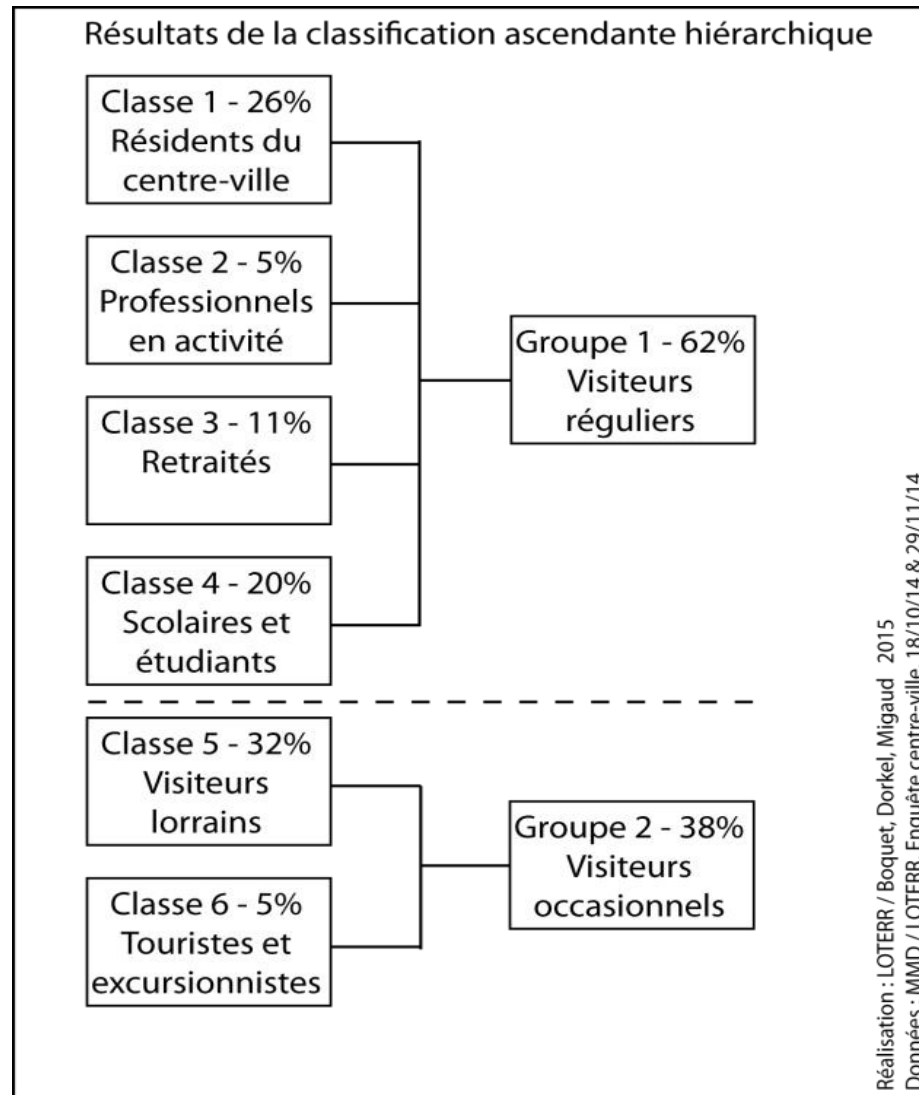 Résultats de la classification ascendante hiérarchique
Classe 1 - 26%
Résidents du
centre-ville
Classe 2 - 5%
Professionnels
en activité
Classe 3 - 11%
Retraités
Classe 4 - 20%
Scolaires et
étudiants
Groupe 1 - 62%
Visiteurs
réguliers
Classe 5 - 32%
Visiteurs
lorrains
Classe 6 - 5%
Touristes et
excursionnistes
Groupe 2 - 38%
Visiteurs
occasionnels
Réalisation : LOTERR / Boquet, Dorkel, Migaud 2015
Données : MMD / LOTERR, Enquête centre-ville, 18/10/14 & 29/11/14